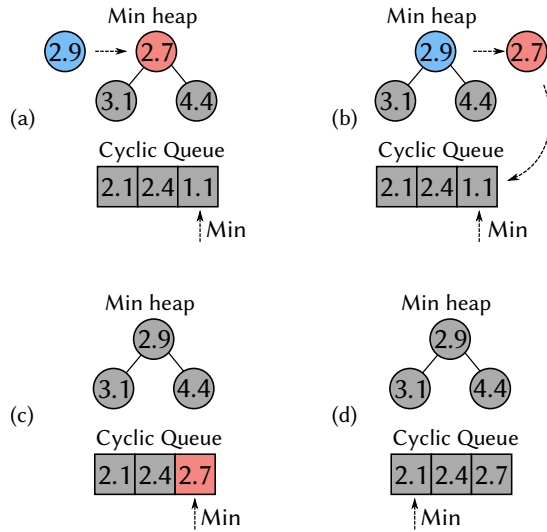 Min heap
2.9 2.7
3.1 4.4
(a)
Cyclic Queue
2.1 2.4 1.1
Min
Min heap
2.9 2.7
3.1 4.4
(b)
Cyclic Queue
2.1 2.4 1.1
Min
Min heap
2.9
3.1 4.4
(c)
Cyclic Queue
2.1 2.4 2.7
Min
Min heap
2.9
3.1 4.4
(d)
Cyclic Queue
2.1 2.4 2.7
Min